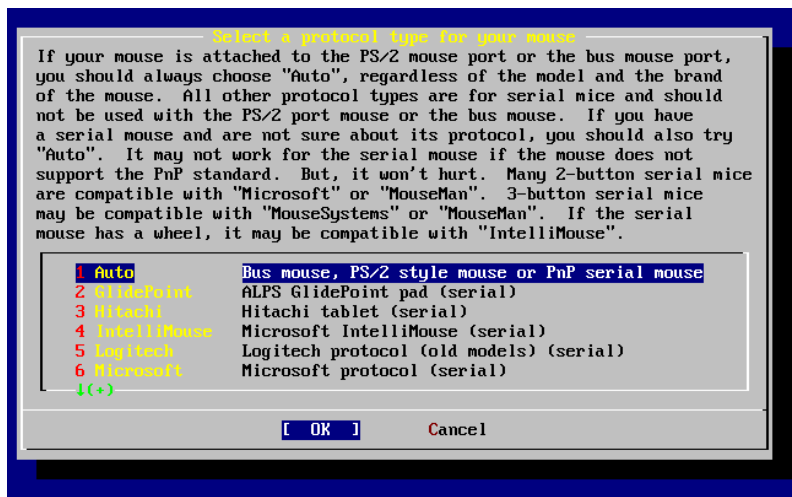 Select a protocol type for your mouse
If your mouse is attached to the PS/2 mouse port or the bus mouse port,
you should always choose "Auto", regardless of the model and the brand
of the mouse.  All other protocol types are for serial mice and should
not be used with the PS/2 port mouse or the bus mouse.  If you have
a serial mouse and are not sure about its protocol, you should also try
"Auto".  It may not work for the serial mouse if the mouse does not
support the PnP standard.  But, it won't hurt.  Many 2-button serial mice
are compatible with "Microsoft" or "MouseMan".  3-button serial mice
may be compatible with "MouseSystems" or "MouseMan".  If the serial
mouse has a wheel, it may be compatible with "IntelliMouse".
1 Auto Bus mouse, PS/2 style mouse or PnP serial mouse
2 GlidePoint ALPS GlidePoint pad (serial)
3 Hitachi Hitachi tablet (serial)
4 IntelliMouse Microsoft IntelliMouse (serial)
5 Logitech Logitech protocol (old models) (serial)
6 Microsoft Microsoft protocol (serial)
↓(+)
[ OK ] Cancel